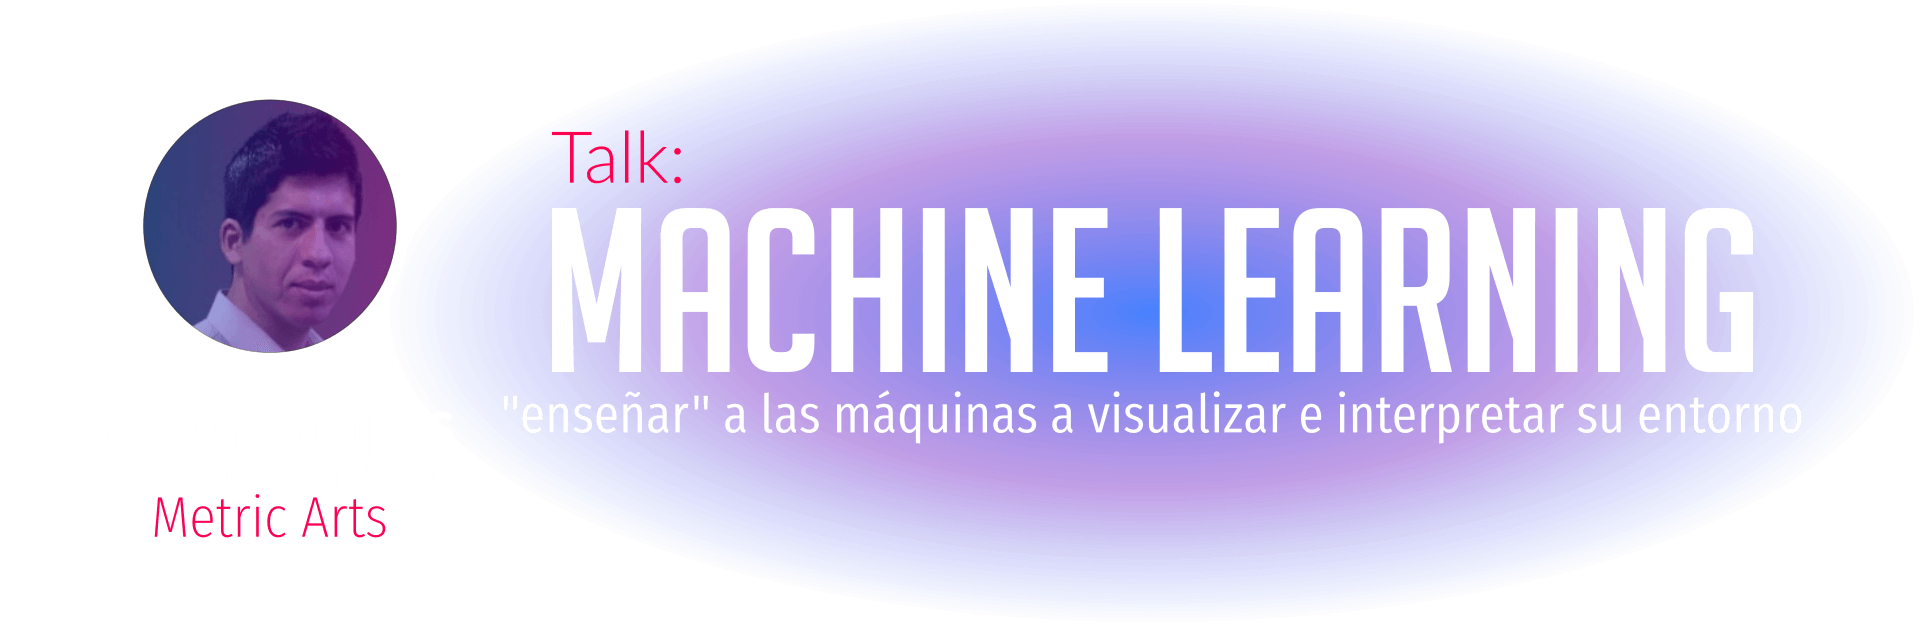 Talk:
MACHINE LEARNING
"enseñar" a las máquinas a visualizar e interpretar su entorno
Metric Arts